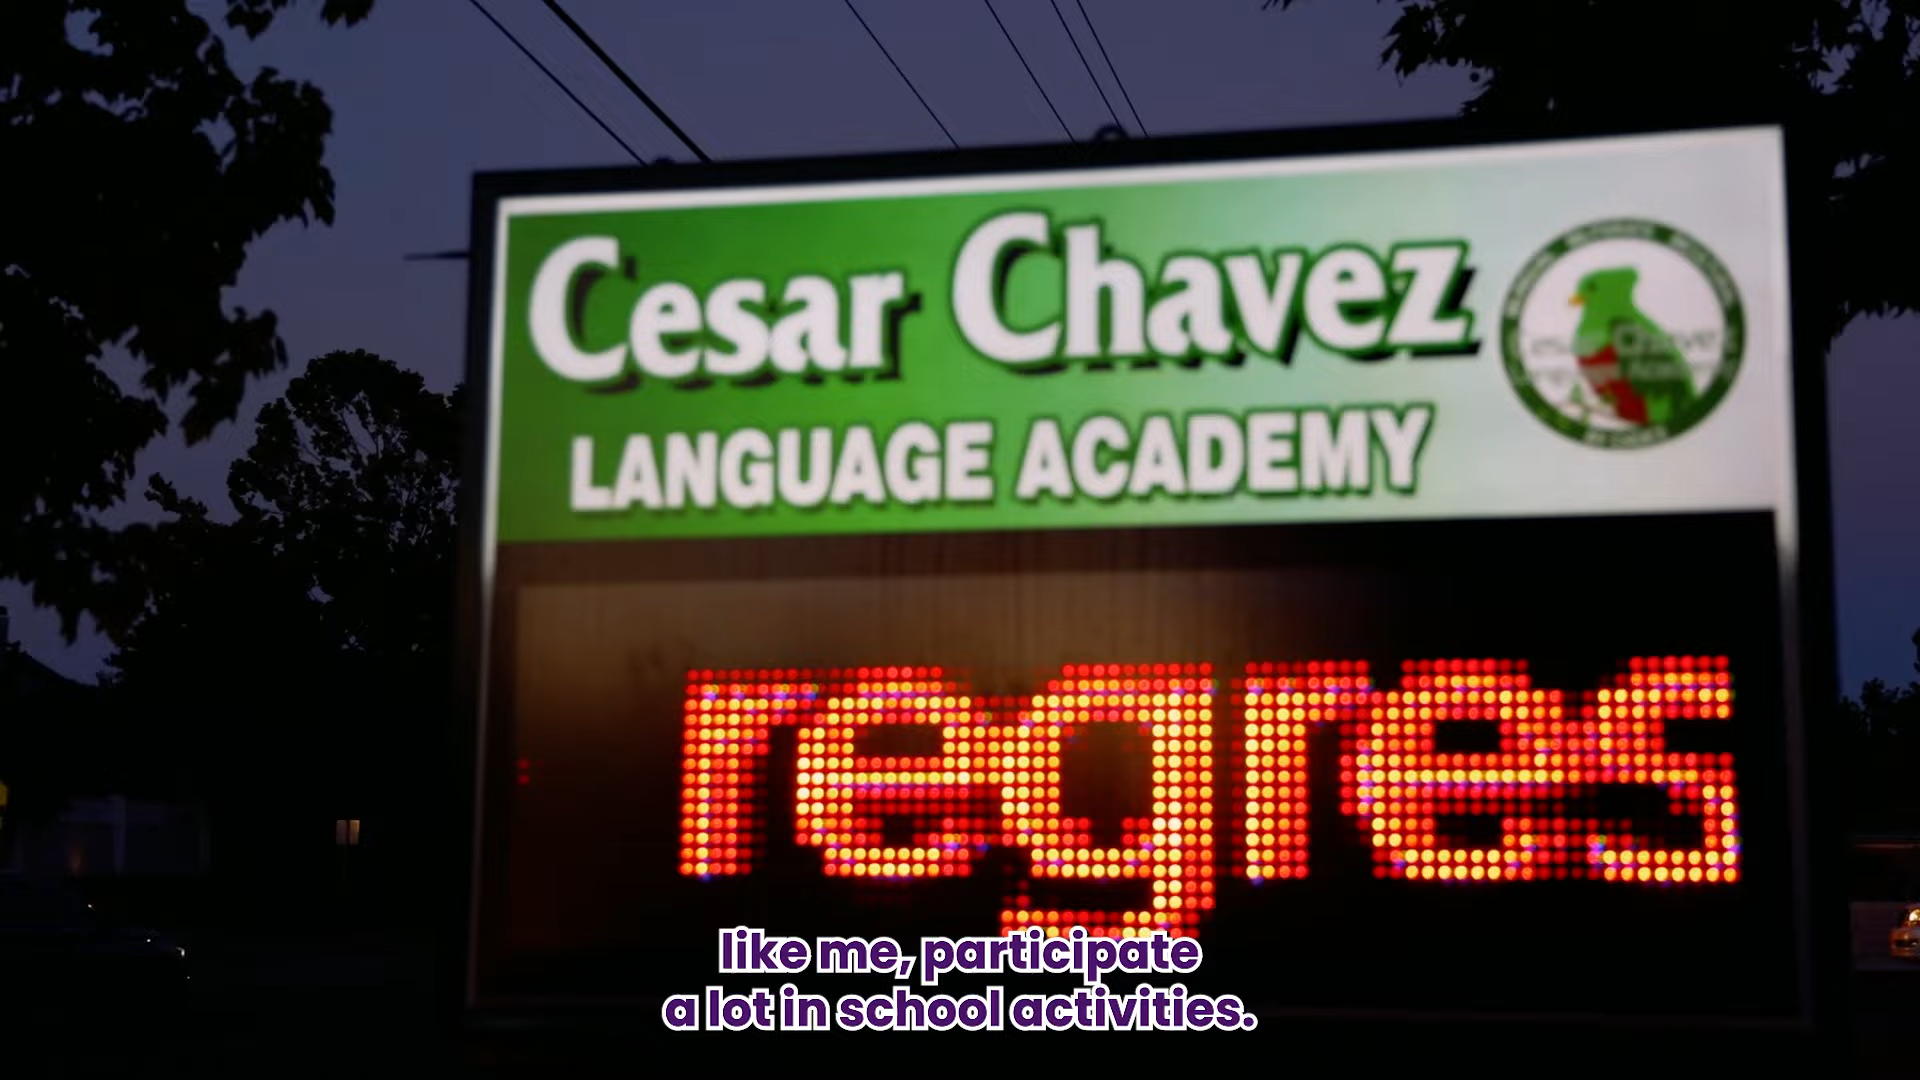 Cesar Chavez
LANGUAGE ACADEMY
regres
like me, participate
a lot in school activities.